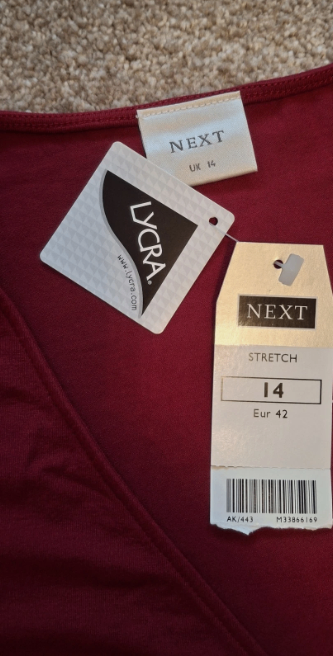 NEXT
UK 14
LYCRA®
www.lycra.com
NEXT
STRETCH
14
Eur 42
AK/443 M33866169